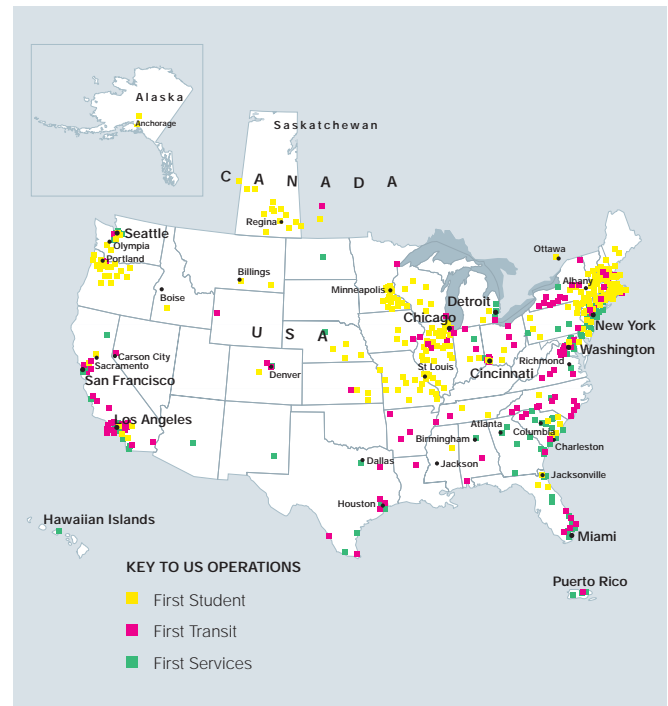 Alaska
Anchorage
Saskatchewan
C A N A D A
Regina
Seattle
Olympia
Portland
Ottawa
Billings
Albany
Minneapolis
Boise
Detroit
Chicago
New York
U S A
Washington
Carson City
Sacramento
Richmond
St Louis
Denver
Cincinnati
San Francisco
Los Angeles
Atlanta
Columbia
Birmingham
Charleston
Dallas
Jackson
Jacksonville
Houston
Hawaiian Islands
Miami
KEY TO US OPERATIONS
Puerto Rico
First Student
First Transit
First Services